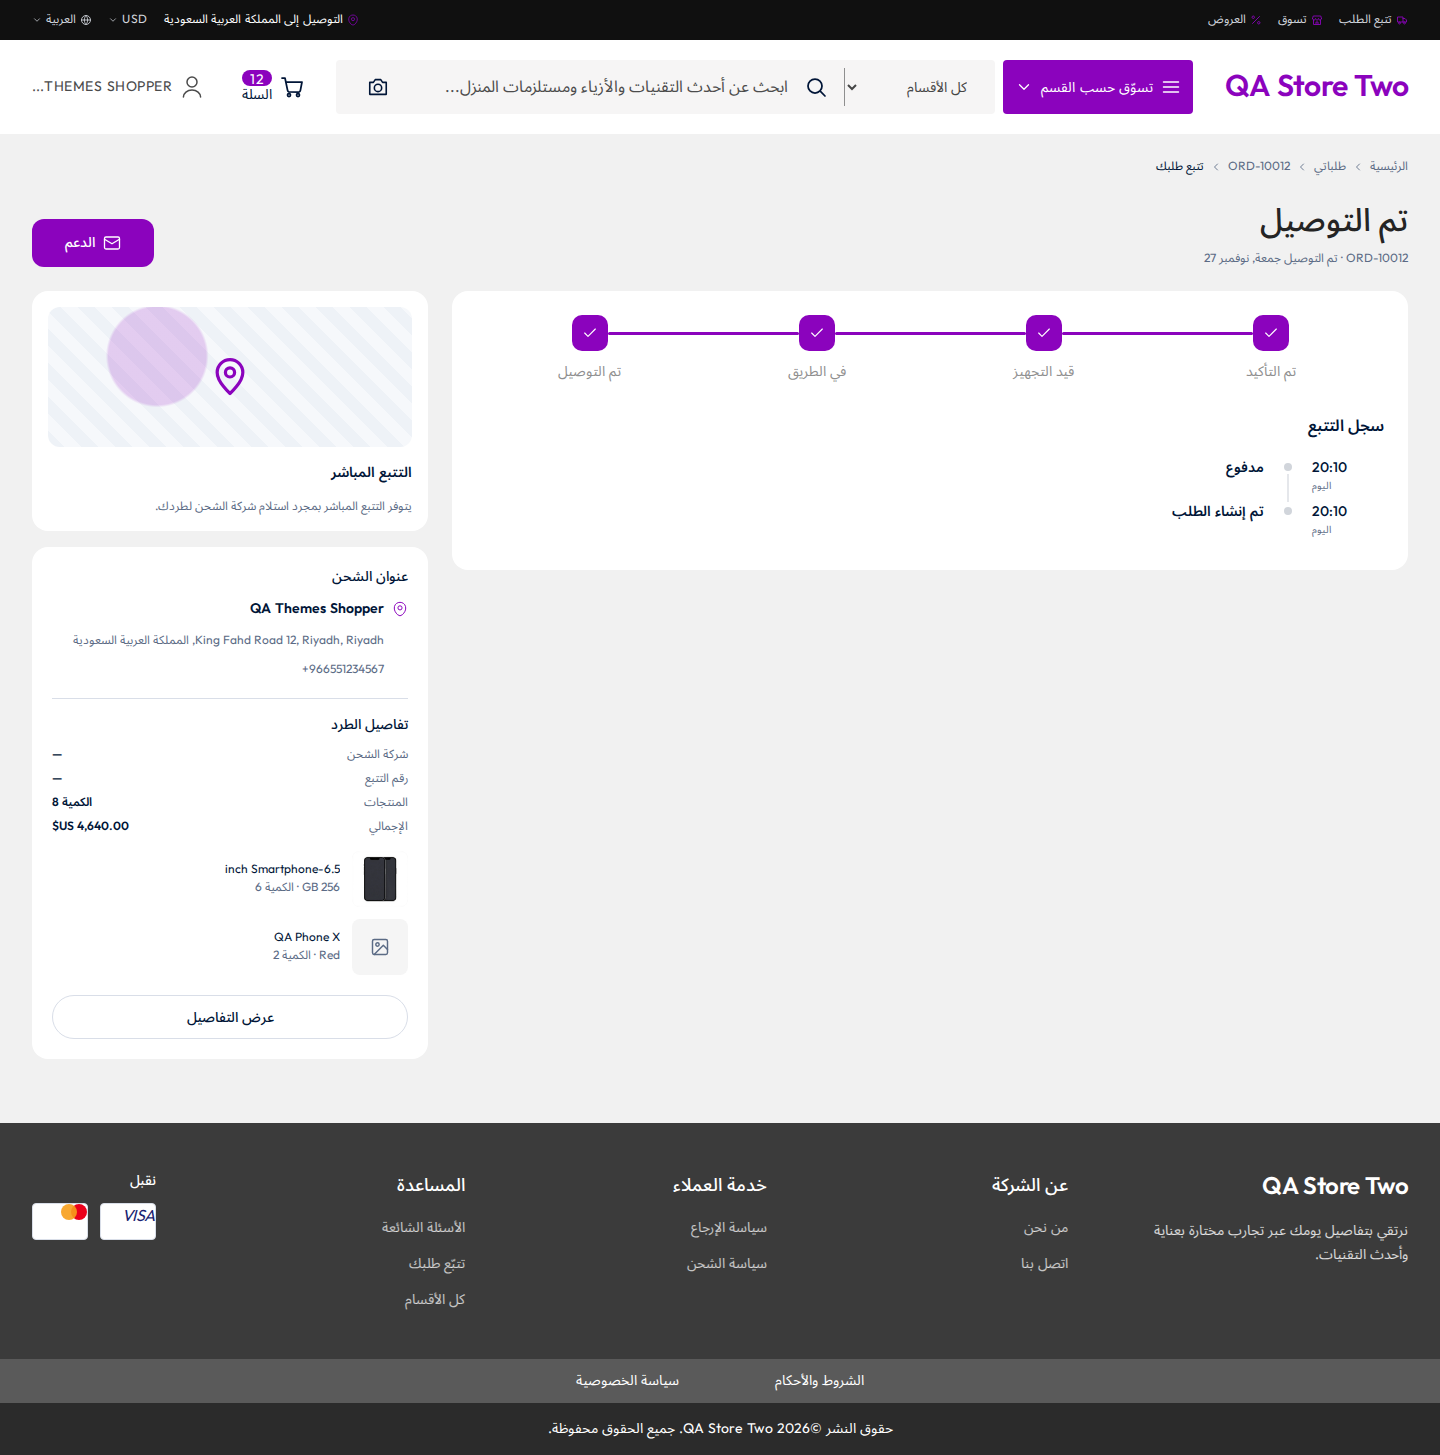 تتبع الطلب
تسوق
العروض
التوصيل إلى المملكة العربية السعودية
USD
العربية
QA Store Two
تسوّق حسب القسم
كل الأقسام
ابحث عن أحدث التقنيات والأزياء ومستلزمات المنزل...
12
السلة
THEMES SHOPPER...
الرئيسية
طلباتي
ORD-10012
تتبع طلبك
تم التوصيل
ORD-10012 · تم التوصيل جمعة, نوفمبر 27
الدعم
تم التأكيد
قيد التجهيز
في الطريق
تم التوصيل
سجل التتبع
20:10
اليوم
مدفوع
20:10
اليوم
تم إنشاء الطلب
التتبع المباشر
يتوفر التتبع المباشر بمجرد استلام شركة الشحن لطردك.
عنوان الشحن
QA Themes Shopper
King Fahd Road 12, Riyadh, Riyadh, المملكة العربية السعودية
+966551234567
تفاصيل الطرد
شركة الشحن —
رقم التتبع —
المنتجات الكمية 8
الإجمالي 4,640.00 US$
6.5-inch Smartphone
256 GB · الكمية 6
QA Phone X
Red · الكمية 2
عرض التفاصيل
QA Store Two
نرتقي بتفاصيل يومك عبر تجارب مختارة بعناية
وأحدث التقنيات.
عن الشركة
من نحن
اتصل بنا
خدمة العملاء
سياسة الإرجاع
سياسة الشحن
المساعدة
الأسئلة الشائعة
تتبّع طلبك
كل الأقسام
نقبل
VISA
الشروط والأحكام
سياسة الخصوصية
حقوق النشر ©2026 QA Store Two. جميع الحقوق محفوظة.